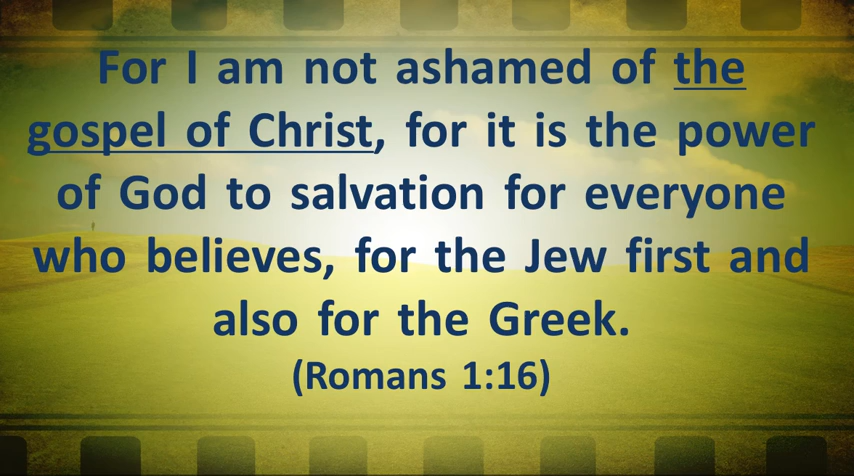 For I am not ashamed of the
gospel of Christ, for it is the power
of God to salvation for everyone
who believes, for the Jew first and
also for the Greek.
(Romans 1:16)